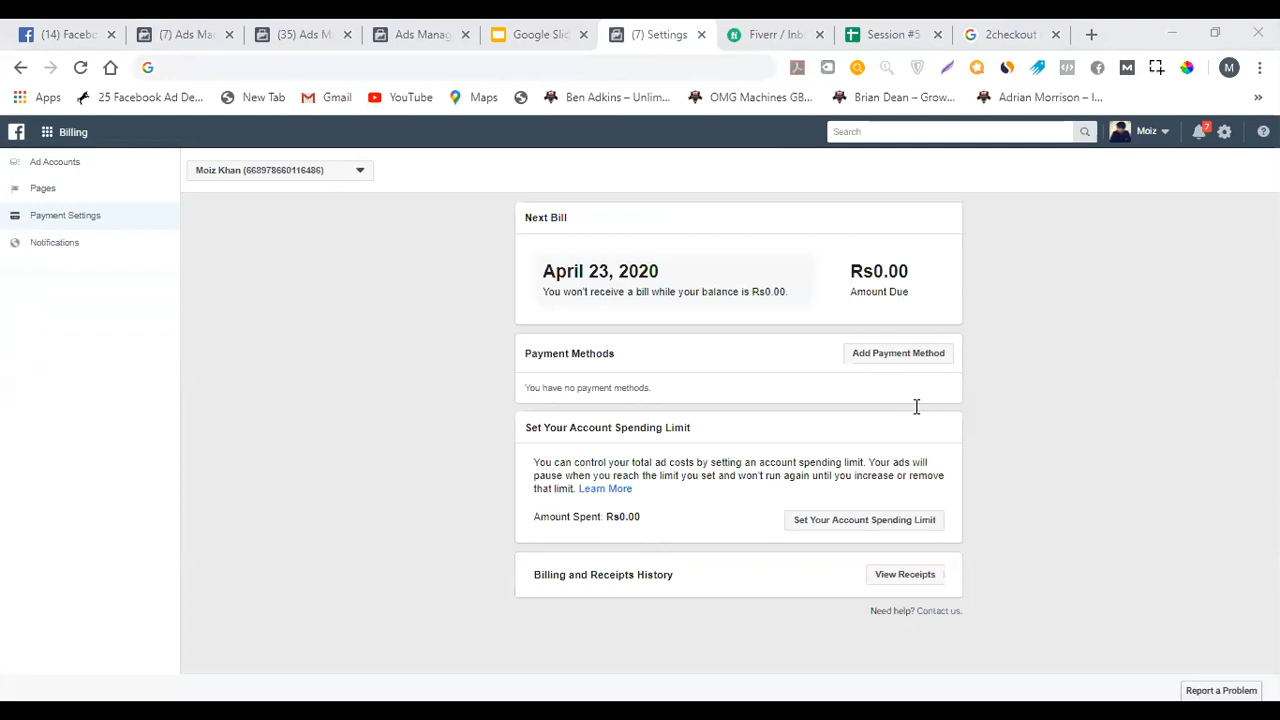 (14) Facebo
(7) Ads Ma
(35) Ads M
Ads Manag
Google Slid
(7) Settings
Fiverr / Inb
Session #5
2checkout
M
Apps
25 Facebook Ad De...
New Tab
Gmail
YouTube
Maps
Ben Adkins – Unlim...
OMG Machines GB...
Brian Dean – Grow...
Adrian Morrison – I...
»
Billing
Search
Moiz
7
Ad Accounts
Pages
Payment Settings
Notifications
Moiz Khan (668978660116486)
Next Bill
April 23, 2020
Rs0.00
You won't receive a bill while your balance is Rs0.00.
Amount Due
Payment Methods
Add Payment Method
You have no payment methods.
Set Your Account Spending Limit
You can control your total ad costs by setting an account spending limit. Your ads will
pause when you reach the limit you set and won't run again until you increase or remove
that limit. Learn More
Amount Spent: Rs0.00
Set Your Account Spending Limit
Billing and Receipts History
View Receipts
Need help? Contact us.
Report a Problem